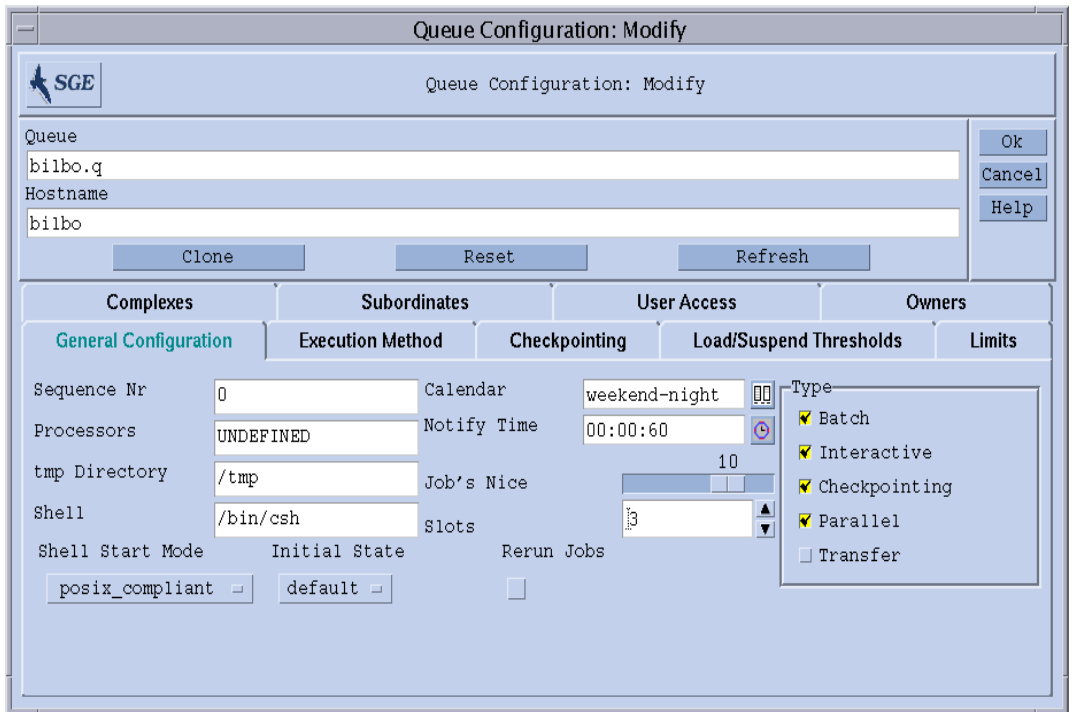 Queue Configuration: Modify
SGE
Queue Configuration: Modify
Queue
bilbo.q
Hostname
bilbo
Ok
Cancel
Help
Clone Reset Refresh
Complexes Subordinates User Access Owners
General Configuration Execution Method Checkpointing Load/Suspend Thresholds Limits
Sequence Nr 0
Processors UNDEFINED
tmp Directory /tmp
Shell /bin/csh
Shell Start Mode Initial State
posix_compliant default
Calendar weekend-night
Notify Time 00:00:60
Job's Nice 10
Slots 3
Rerun Jobs
Type
Batch
Interactive
Checkpointing
Parallel
Transfer